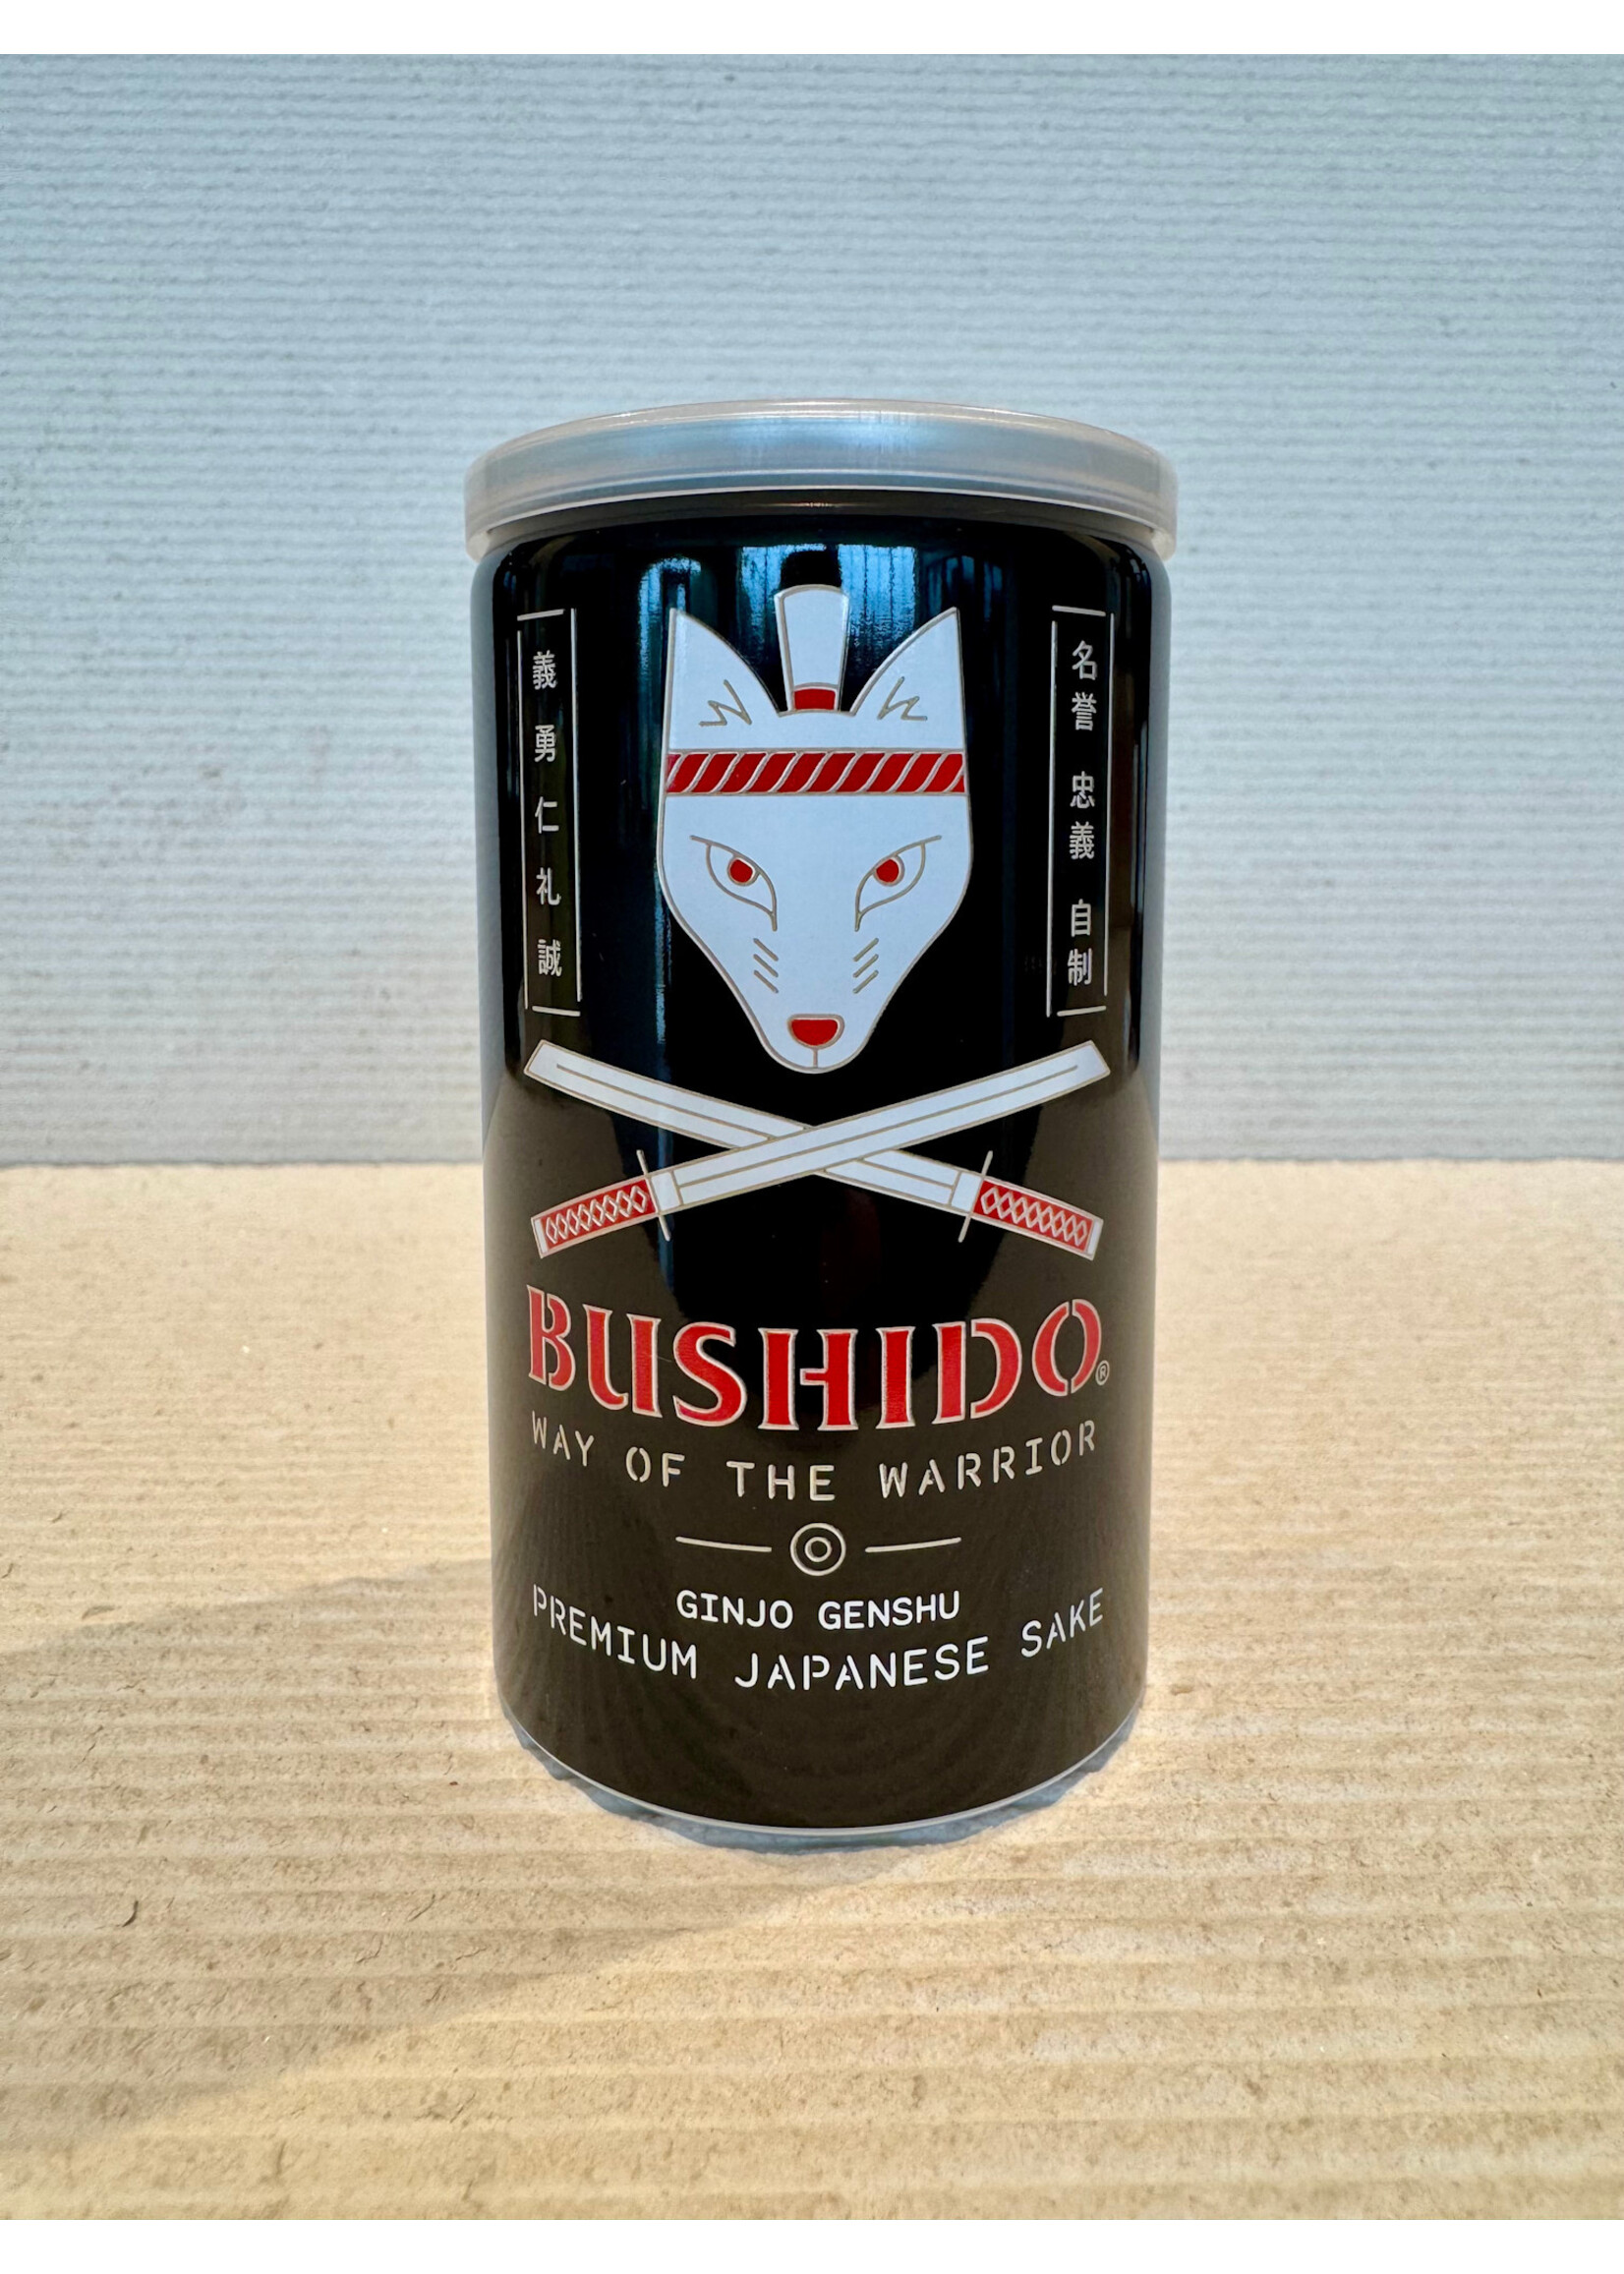 義 勇 仁 礼 誠
名誉 忠義 自制
BUSHIDO®
WAY OF THE WARRIOR
GINJO GENSHU
PREMIUM JAPANESE SAKE